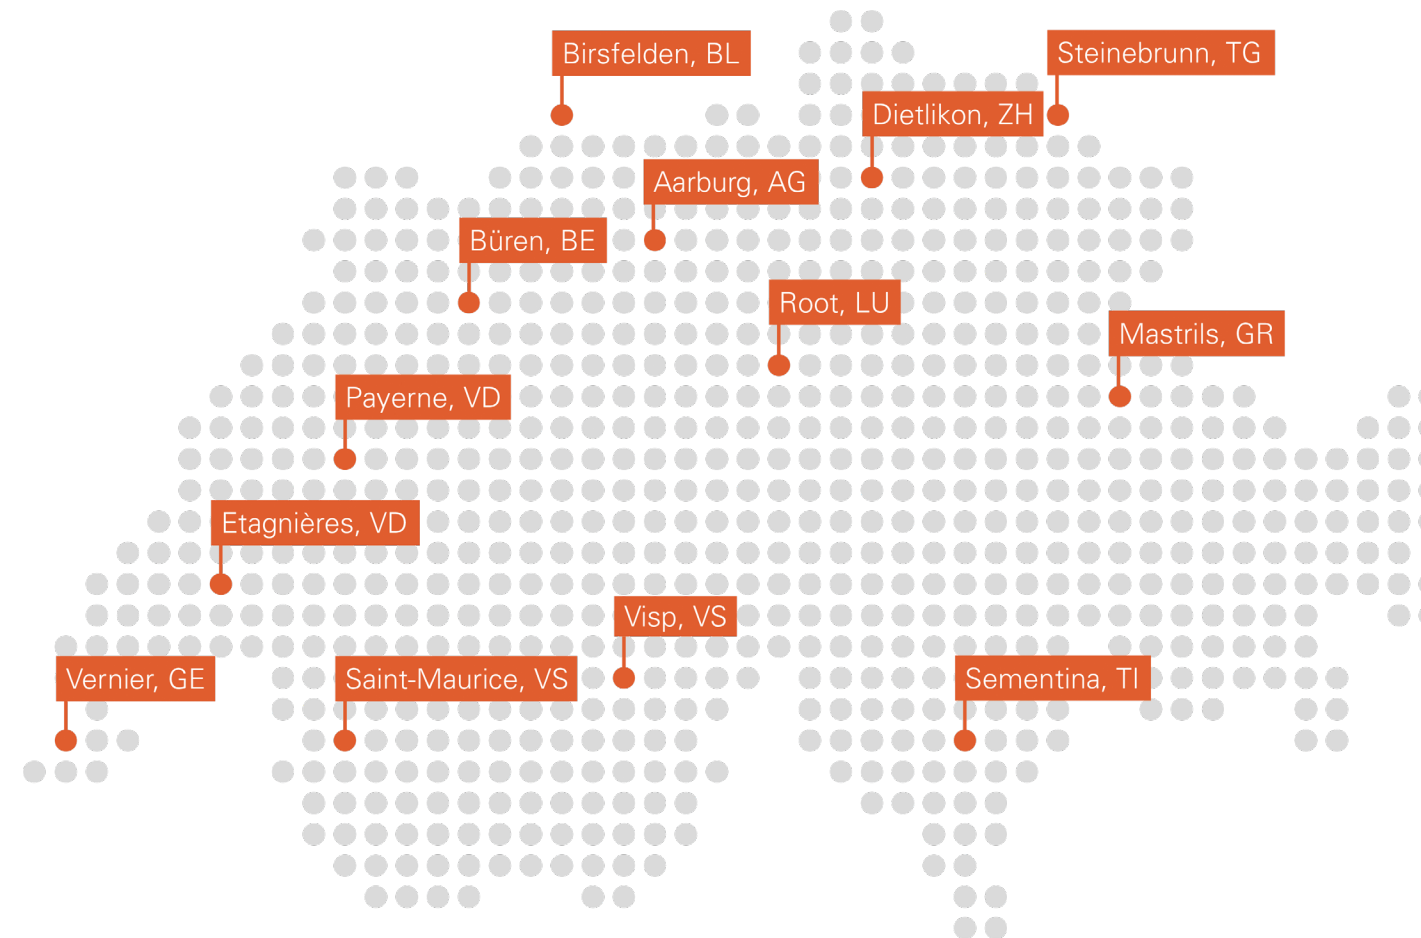 Birsfelden, BL
Steinebrunn, TG
Dietlikon, ZH
Aarburg, AG
Büren, BE
Root, LU
Mastrils, GR
Payerne, VD
Etagnières, VD
Visp, VS
Vernier, GE
Saint-Maurice, VS
Sementina, TI